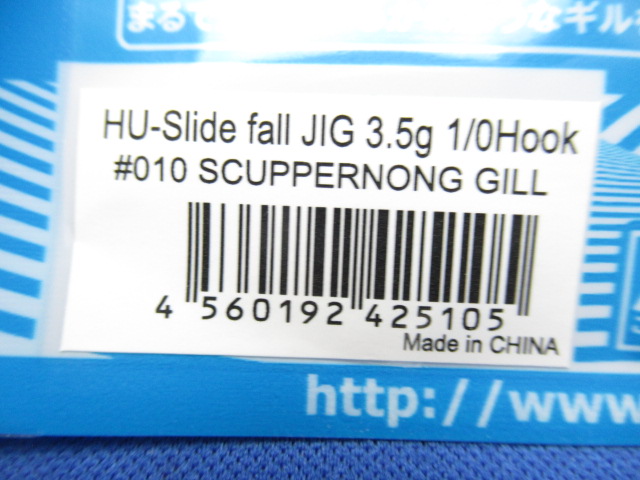 HU-Slide fall JIG 3.5g 1/0Hook
#010 SCUPPERNONG GILL
4 560192 425105
Made in CHINA
http://www